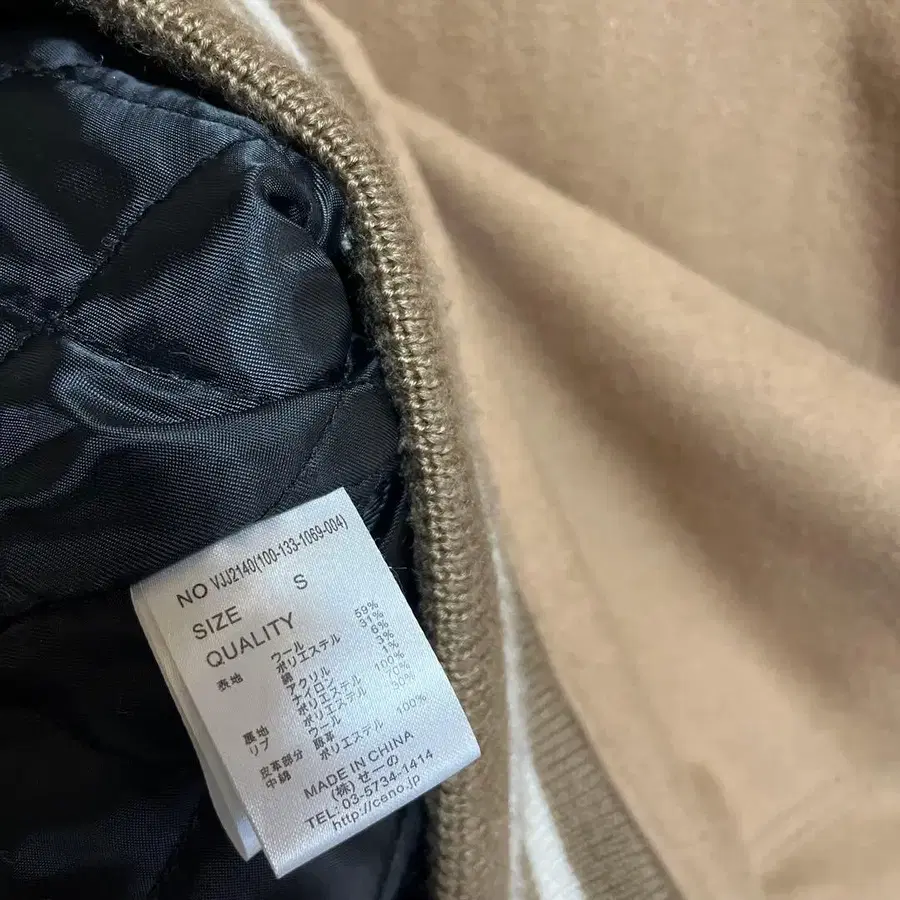 NO VJJ2140(100-133-1069-004)
SIZE S
QUALITY
表地 ウール 59%
ポリエステル 31%
綿 6%
アクリル 3%
ナイロン 1%
裏地 ポリエステル 100%
リブ ポリエステル 70%
ウール 30%
皮革部分 豚革
中綿 ポリエステル 100%
MADE IN CHINA
(株)せーの
TEL: 03-5734-1414
http://ceno.jp